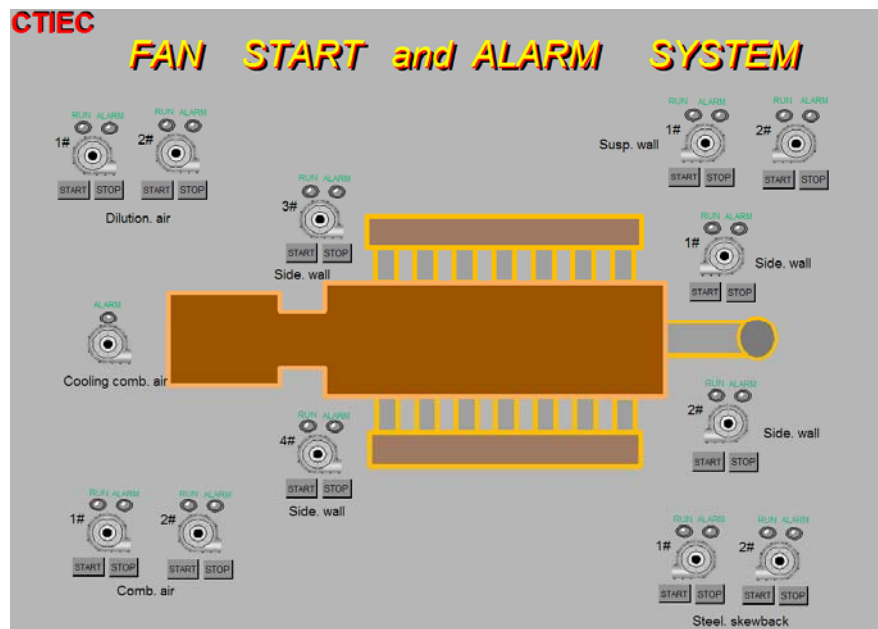 CTIEC
FAN START and ALARM SYSTEM
RUN ALARM
1#
START STOP
RUN ALARM
2#
START STOP
Dilution. air
RUN ALARM
3#
START STOP
Side. wall
Susp. wall
RUN ALARM
1#
START STOP
RUN ALARM
2#
START STOP
RUN ALARM
1#
START STOP
Side. wall
ALARM
Cooling comb. air
RUN ALARM
2#
START STOP
Side. wall
RUN ALARM
4#
START STOP
Side. wall
RUN ALARM
1#
START STOP
RUN ALARM
2#
START STOP
Comb. air
RUN ALARM
1#
START STOP
RUN ALARM
2#
START STOP
Steel. skewback